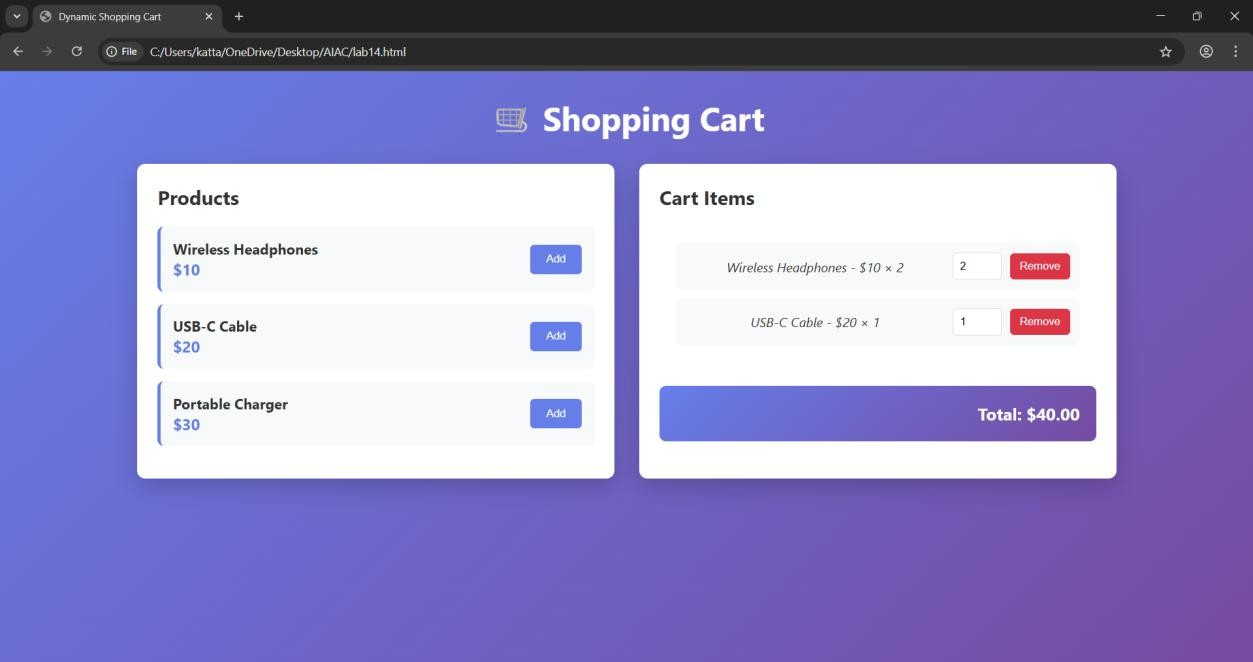 Dynamic Shopping Cart
File C:/Users/katta/OneDrive/Desktop/AIAC/lab14.html
Shopping Cart
Products
Wireless Headphones
$10
Add
USB-C Cable
$20
Add
Portable Charger
$30
Add
Cart Items
Wireless Headphones - $10 × 2 2 Remove
USB-C Cable - $20 × 1 1 Remove
Total: $40.00